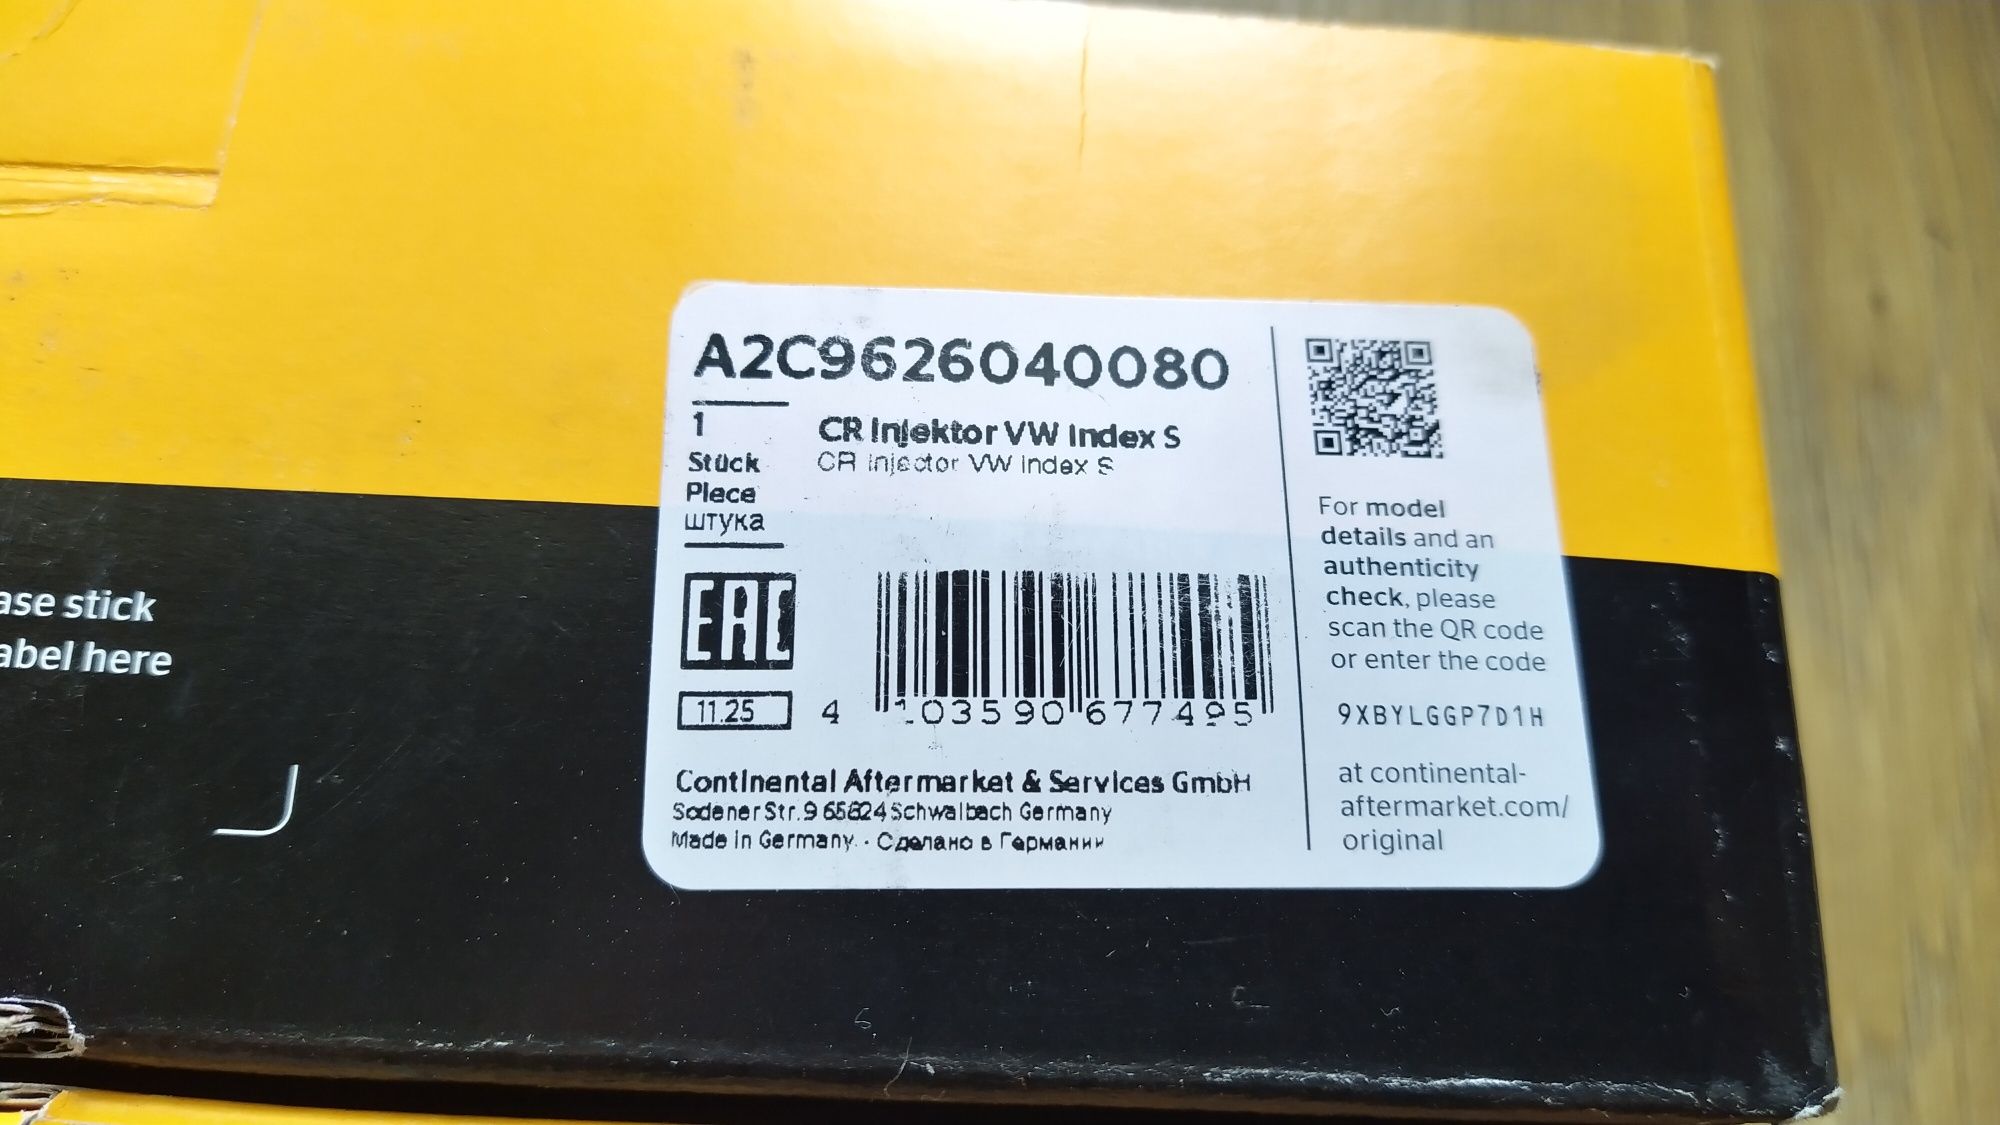 ase stick
abel here
A2C9626040080
1
Stück
Piece
штука
CR Injektor VW Index S
CR Injector VW Index S
EAC
11.25
4 103590 677495
Continental Aftermarket & Services GmbH
Sodener Str. 9 65824 Schwalbach Germany
Made in Germany · Сделано в Германии
For model
details and an
authenticity
check, please
scan the QR code
or enter the code
9XBYLGGP7D1H
at continental-
aftermarket.com/
original